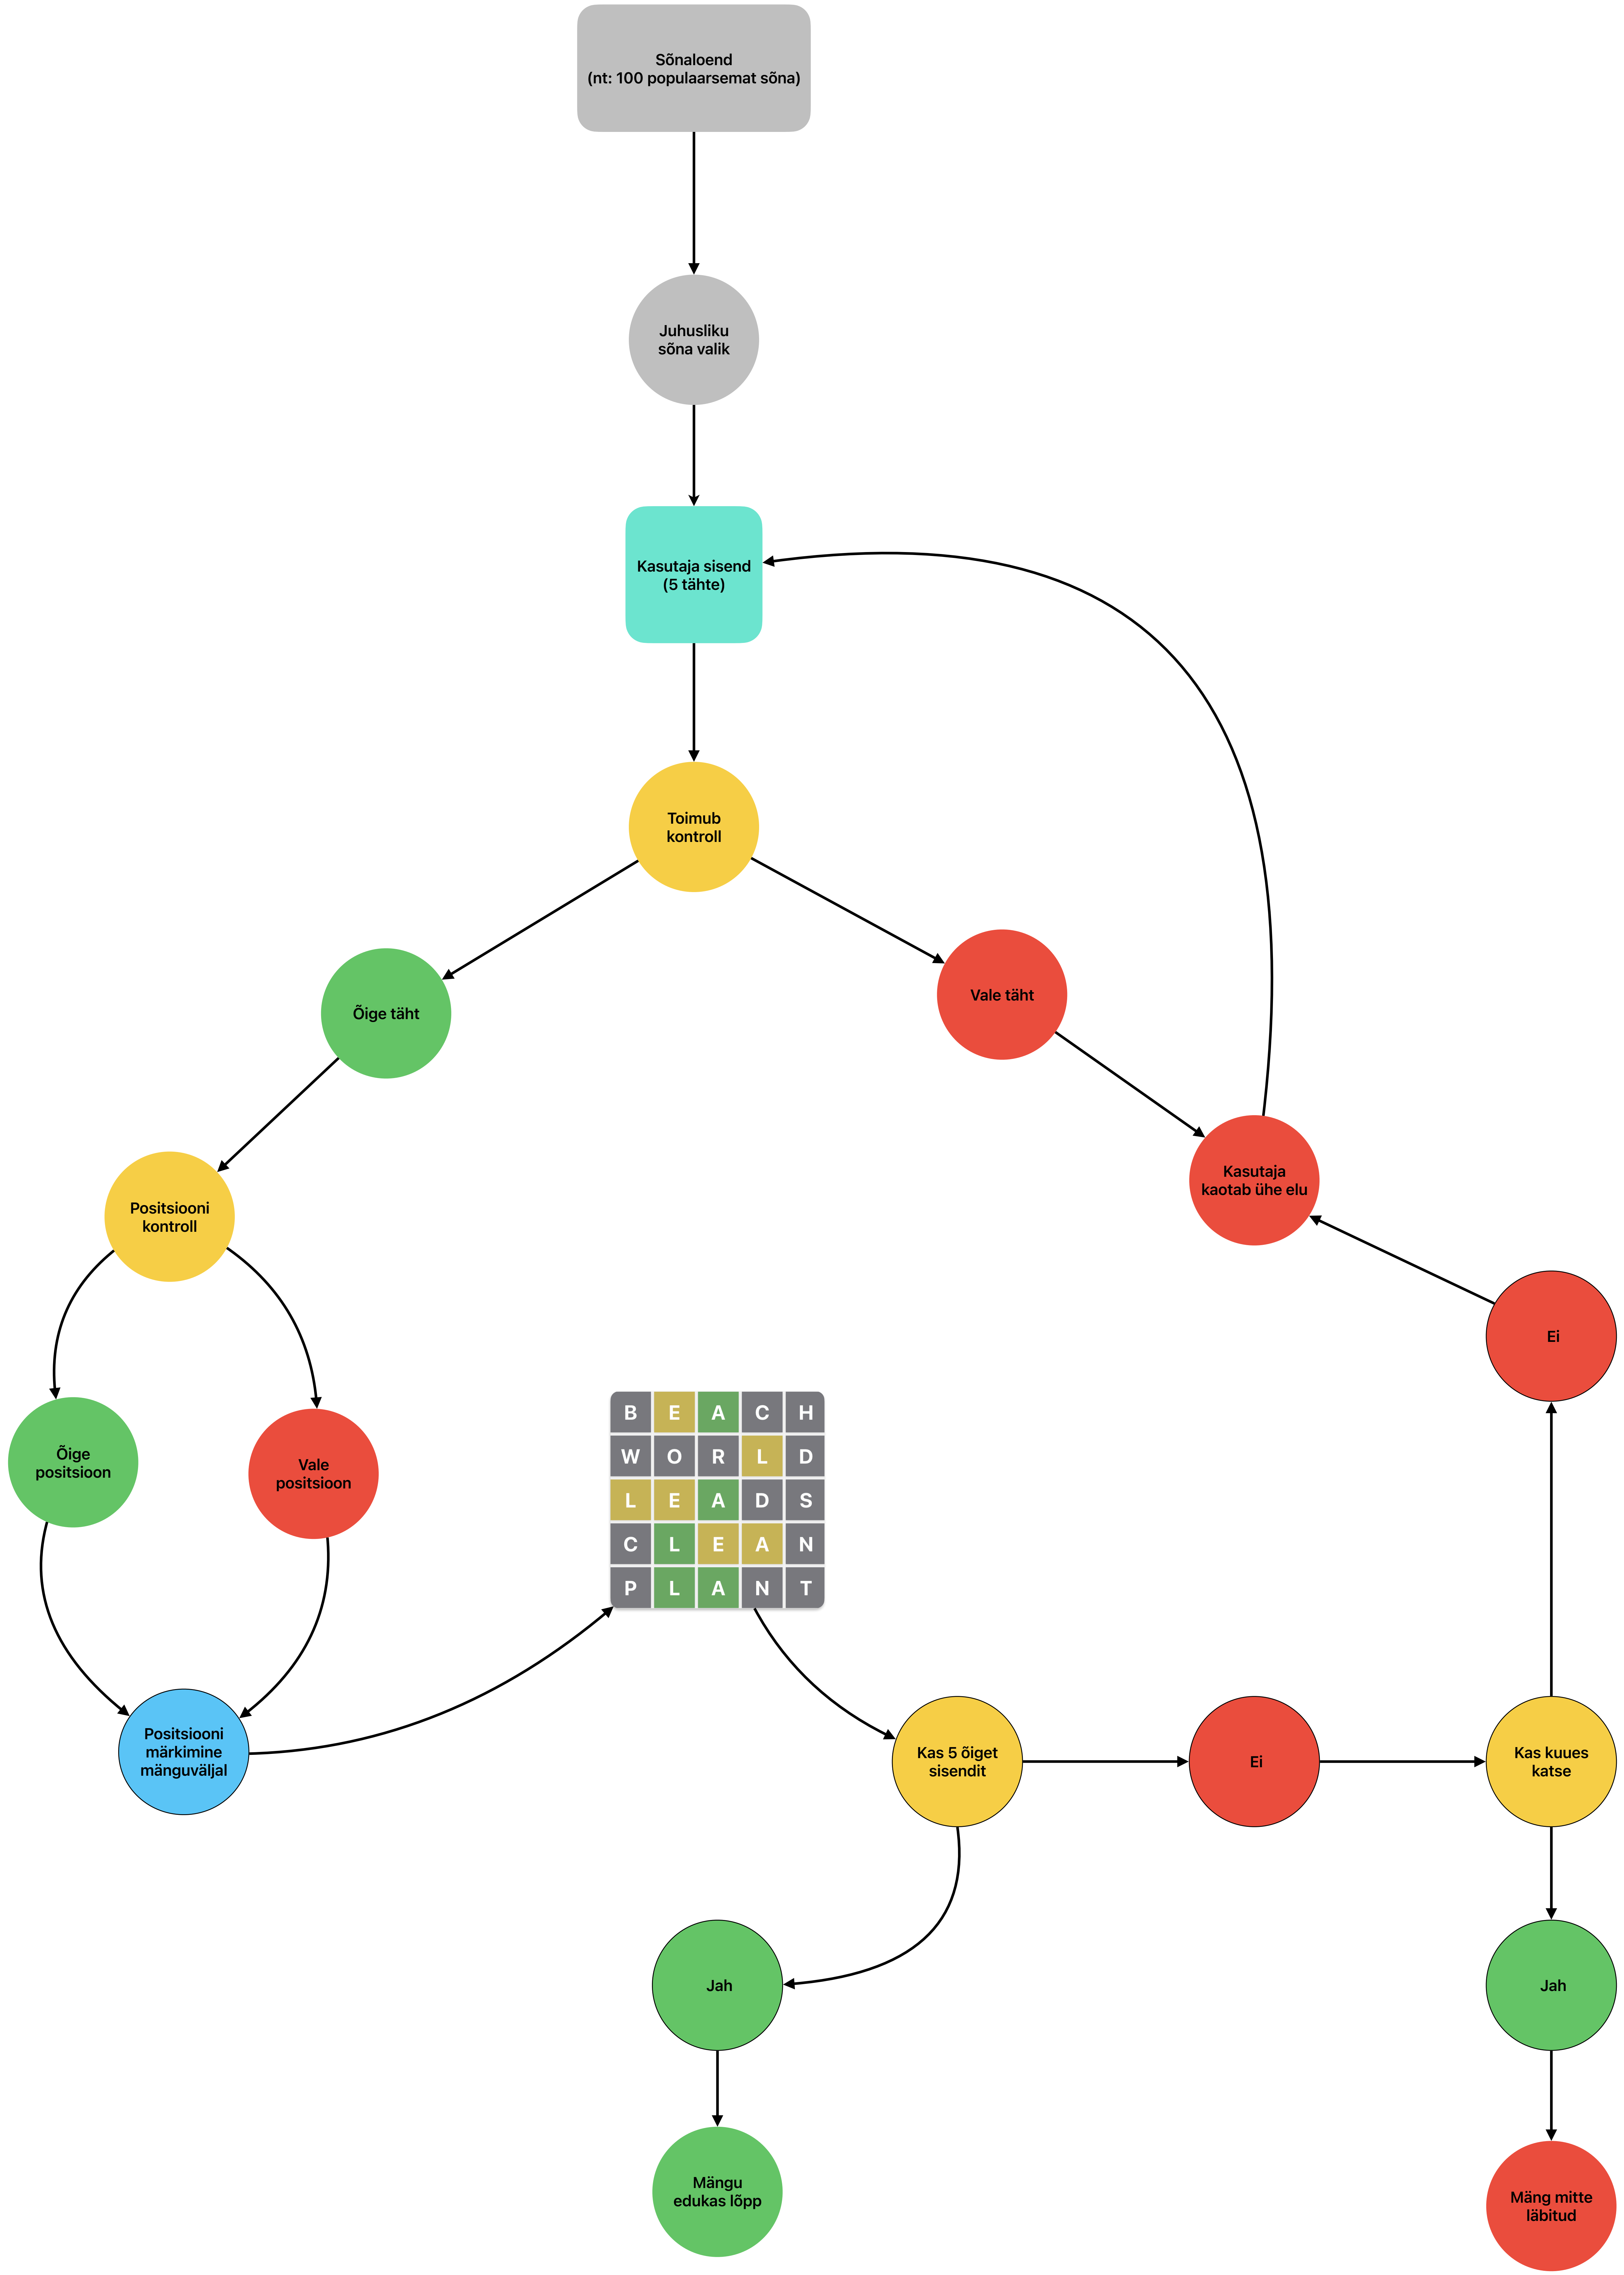 Sõnaloend
(nt: 100 populaarsemat sõna)
Juhusliku
sõna valik
Kasutaja sisend
(5 tähte)
Toimub
kontroll
Õige täht
Vale täht
Kasutaja
kaotab ühe elu
Positsiooni
kontroll
Ei
Õige
positsioon
Vale
positsioon
B E A C H
W O R L D
L E A D S
C L E A N
P L A N T
Positsiooni
märkimine
mänguväljal
Kas 5 õiget
sisendit
Ei
Kas kuues
katse
Jah
Jah
Mängu
edukas lõpp
Mäng mitte
läbitud